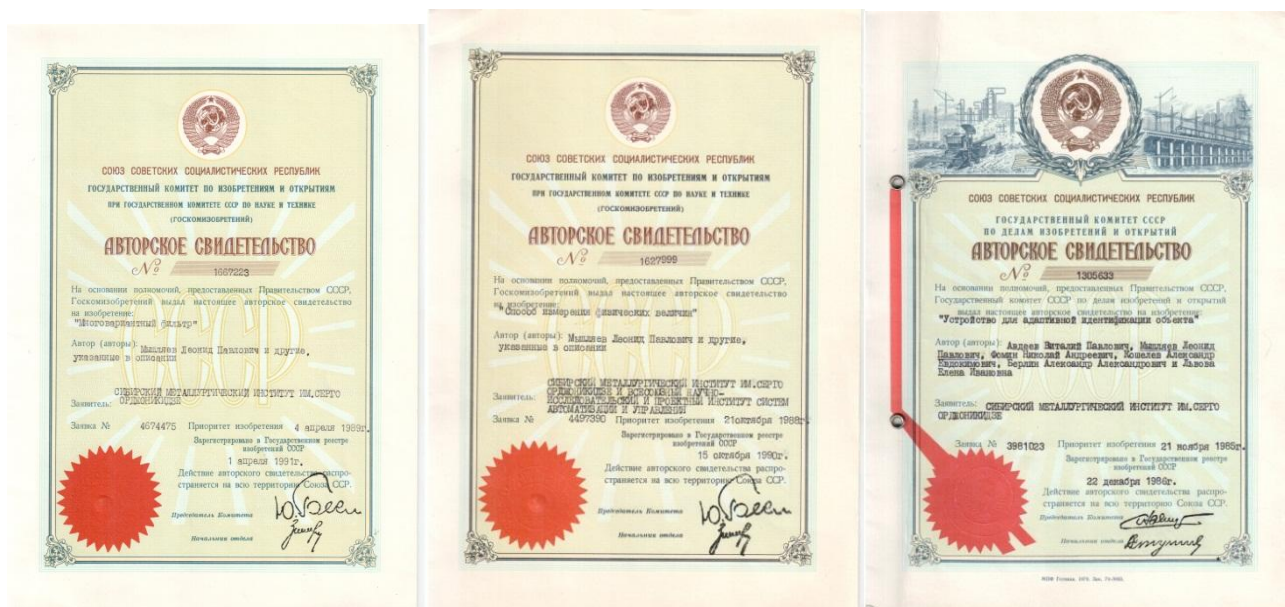 СОЮЗ СОВЕТСКИХ СОЦИАЛИСТИЧЕСКИХ РЕСПУБЛИК
ГОСУДАРСТВЕННЫЙ КОМИТЕТ ПО ИЗОБРЕТЕНИЯМ И ОТКРЫТИЯМ
ПРИ ГОСУДАРСТВЕННОМ КОМИТЕТЕ СССР ПО НАУКЕ И ТЕХНИКЕ
(ГОСКОМИЗОБРЕТЕНИЙ)
АВТОРСКОЕ СВИДЕТЕЛЬСТВО
№ 1667223
На основании полномочий, предоставленных Правительством СССР,
Госкомизобретений выдал настоящее авторское свидетельство
на изобретение:
"Многовариантный фильтр"
Автор (авторы): Мышляев Леонид Павлович и другие,
указанные в описании
СИБИРСКИЙ МЕТАЛЛУРГИЧЕСКИЙ ИНСТИТУТ ИМ.СЕРГО
Заявитель: ОРДЖОНИКИДЗЕ
Заявка № 4674475 Приоритет изобретения 4 апреля 1989г.
Зарегистрировано в Государственном реестре
изобретений СССР
1 апреля 1991г.
Действие авторского свидетельства распро-
страняется на всю территорию Союза ССР.
Председатель Комитета
Начальник отдела
СОЮЗ СОВЕТСКИХ СОЦИАЛИСТИЧЕСКИХ РЕСПУБЛИК
ГОСУДАРСТВЕННЫЙ КОМИТЕТ ПО ИЗОБРЕТЕНИЯМ И ОТКРЫТИЯМ
ПРИ ГОСУДАРСТВЕННОМ КОМИТЕТЕ СССР ПО НАУКЕ И ТЕХНИКЕ
(ГОСКОМИЗОБРЕТЕНИЙ)
АВТОРСКОЕ СВИДЕТЕЛЬСТВО
№ 1627999
На основании полномочий, предоставленных Правительством СССР,
Госкомизобретений выдал настоящее авторское свидетельство
на изобретение:
"Способ измерения физических величин"
Автор (авторы): Мышляев Леонид Павлович и другие,
указанные в описании
СИБИРСКИЙ МЕТАЛЛУРГИЧЕСКИЙ ИНСТИТУТ ИМ.СЕРГО
ОРДЖОНИКИДЗЕ И ВСЕСОЮЗНЫЙ НАУЧНО-
Заявитель: ИССЛЕДОВАТЕЛЬСКИЙ И ПРОЕКТНЫЙ ИНСТИТУТ СИСТЕМ
АВТОМАТИЗАЦИИ И УПРАВЛЕНИЯ
Заявка № 4497395 Приоритет изобретения 21октября 1988г.
Зарегистрировано в Государственном реестре
изобретений СССР
15 октября 1990г.
Действие авторского свидетельства распро-
страняется на всю территорию Союза ССР.
Председатель Комитета
Начальник отдела
СОЮЗ СОВЕТСКИХ СОЦИАЛИСТИЧЕСКИХ РЕСПУБЛИК
ГОСУДАРСТВЕННЫЙ КОМИТЕТ СССР
ПО ДЕЛАМ ИЗОБРЕТЕНИЙ И ОТКРЫТИЙ
АВТОРСКОЕ СВИДЕТЕЛЬСТВО
№ 1305633
На основании полномочий, предоставленных Правительством СССР,
Государственный комитет СССР по делам изобретений и открытий
выдал настоящее авторское свидетельство на изобретение:
"Устройство для адаптивной идентификации объекта"
Автор (авторы): Авдеев Виталий Павлович, Мышляев Леонид
Павлович, Фомин Николай Андреевич, Кошелев Александр
Евдокимович, Берлин Александр Александрович и Львова
Елена Ивановна
Заявитель: СИБИРСКИЙ МЕТАЛЛУРГИЧЕСКИЙ ИНСТИТУТ ИМ.СЕРГО
ОРДЖОНИКИДЗЕ
Заявка № 3981023 Приоритет изобретения 21 ноября 1985г.
Зарегистрировано в Государственном реестре
изобретений СССР
22 декабря 1986г.
Действие авторского свидетельства распро-
страняется на всю территорию Союза ССР.
Председатель Комитета
Начальник отдела